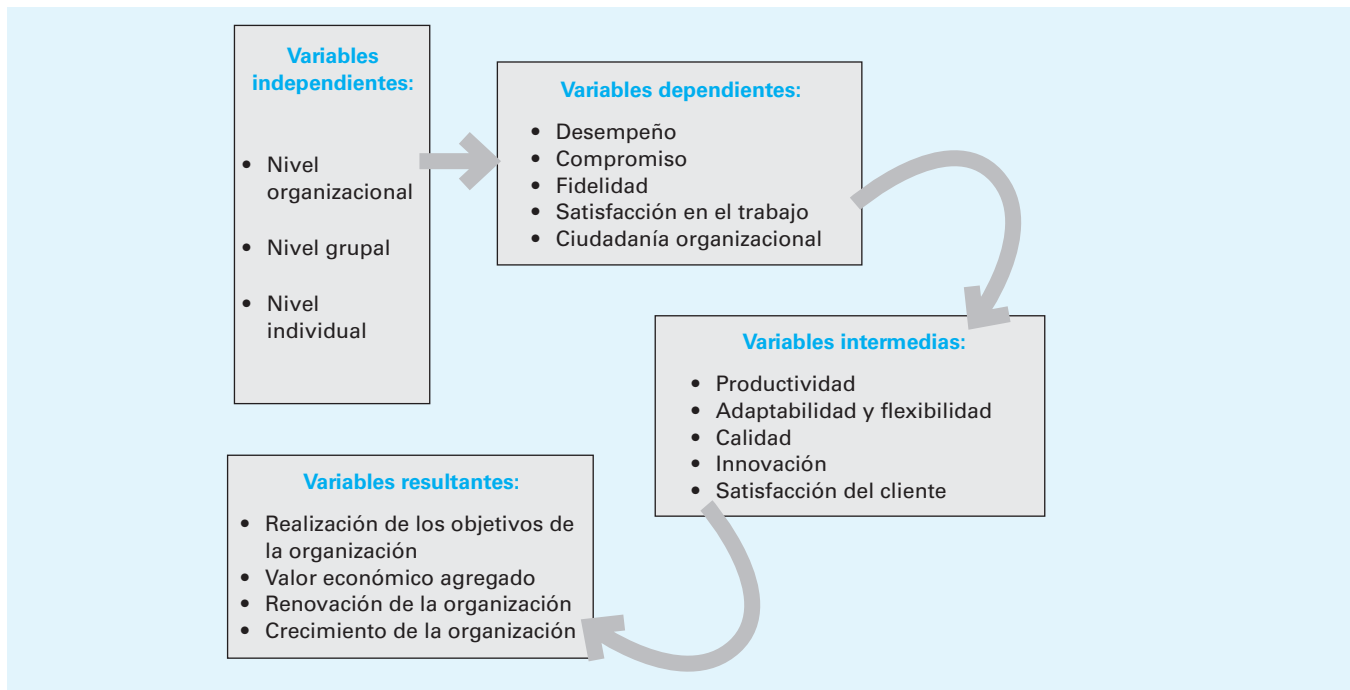 Variables
independientes:
• Nivel
organizacional
• Nivel grupal
• Nivel
individual
Variables dependientes:
• Desempeño
• Compromiso
• Fidelidad
• Satisfacción en el trabajo
• Ciudadanía organizacional
Variables intermedias:
• Productividad
• Adaptabilidad y flexibilidad
• Calidad
• Innovación
• Satisfacción del cliente
Variables resultantes:
• Realización de los objetivos de
la organización
• Valor económico agregado
• Renovación de la organización
• Crecimiento de la organización